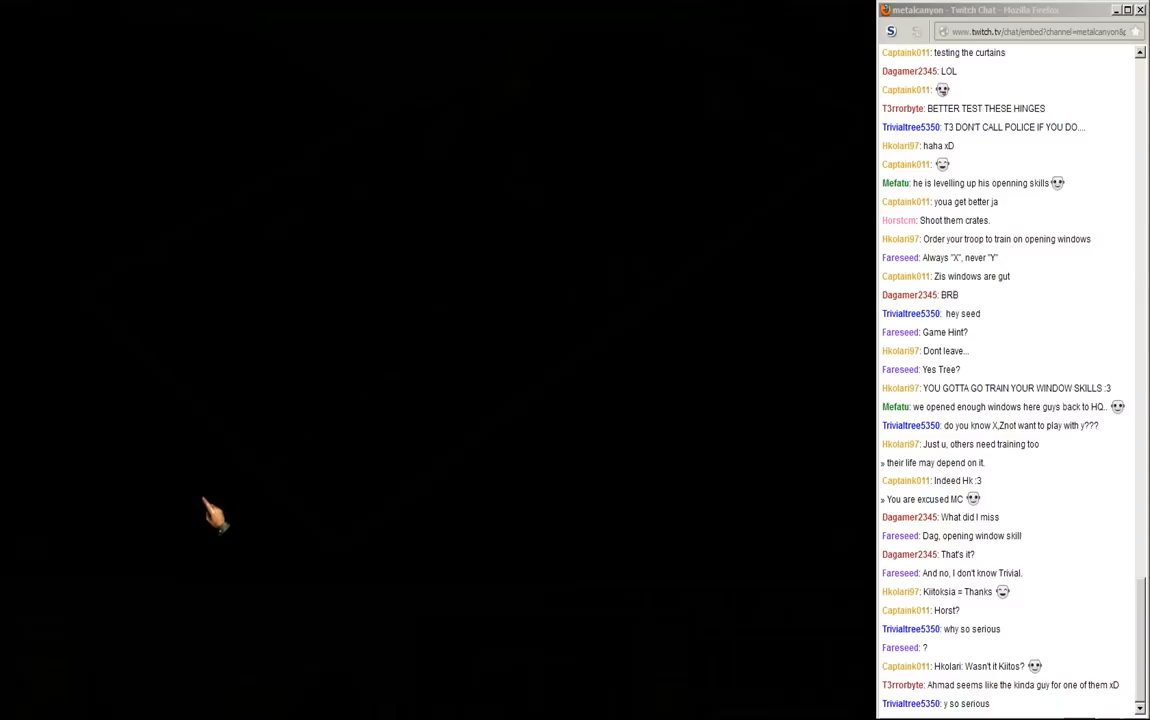 metalcanyon - Twitch Chat - Mozilla Firefox
www.twitch.tv/chat/embed?channel=metalcanyon&p
Captaink011: testing the curtains
Dagamer2345: LOL
Captaink011:
T3rrorbyte: BETTER TEST THESE HINGES
Trivialtree5350: T3 DON'T CALL POLICE IF YOU DO....
Hkolari97: haha xD
Captaink011:
Mefatu: he is levelling up his openning skills
Captaink011: youa get better ja
Horstcm: Shoot them crates.
Hkolari97: Order your troop to train on opening windows
Fareseed: Always "X", never "Y"
Captaink011: Zis windows are gut
Dagamer2345: BRB
Trivialtree5350: hey seed
Fareseed: Game Hint?
Hkolari97: Dont leave...
Fareseed: Yes Tree?
Hkolari97: YOU GOTTA GO TRAIN YOUR WINDOW SKILLS :3
Mefatu: we opened enough windows here guys back to HQ..
Trivialtree5350: do you know X,Znot want to play with y???
Hkolari97: Just u, others need training too
» their life may depend on it.
Captaink011: Indeed Hk :3
» You are excused MC
Dagamer2345: What did I miss
Fareseed: Dag, opening window skill
Dagamer2345: That's it?
Fareseed: And no, I don't know Trivial.
Hkolari97: Kiitoksia = Thanks
Captaink011: Horst?
Trivialtree5350: why so serious
Fareseed: ?
Captaink011: Hkolari: Wasn't it Kiitos?
T3rrorbyte: Ahmad seems like the kinda guy for one of them xD
Trivialtree5350: y so serious